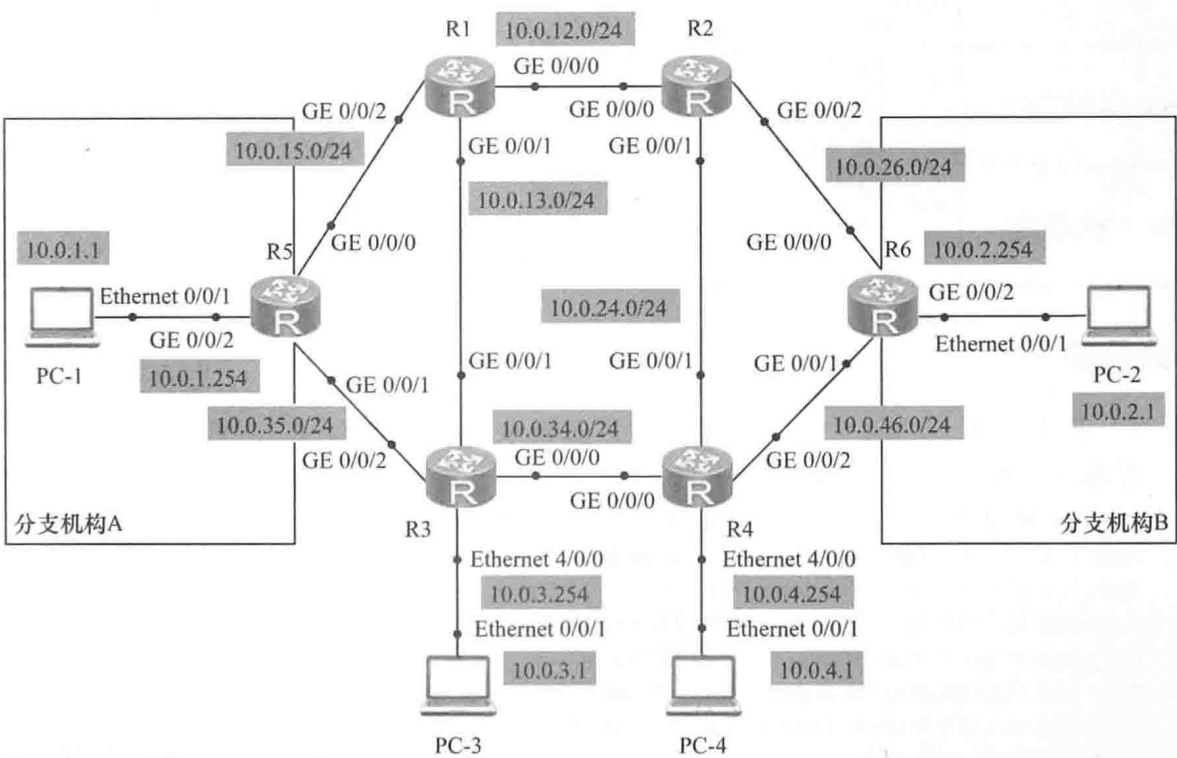 R1
10.0.12.0/24
R2
GE 0/0/0
GE 0/0/0
GE 0/0/2
GE 0/0/2
10.0.15.0/24
GE 0/0/1
GE 0/0/1
10.0.26.0/24
10.0.13.0/24
GE 0/0/0
GE 0/0/0
10.0.1.1
R5
R6
10.0.2.254
Ethernet 0/0/1
GE 0/0/2
GE 0/0/2
Ethernet 0/0/1
10.0.24.0/24
PC-1
10.0.1.254
GE 0/0/1
GE 0/0/1
GE 0/0/1
GE 0/0/1
PC-2
10.0.2.1
10.0.35.0/24
10.0.34.0/24
10.0.46.0/24
GE 0/0/2
GE 0/0/0
GE 0/0/0
GE 0/0/2
分支机构A
R3
R4
分支机构B
Ethernet 4/0/0
Ethernet 4/0/0
10.0.3.254
10.0.4.254
Ethernet 0/0/1
Ethernet 0/0/1
10.0.3.1
10.0.4.1
PC-3
PC-4
R
R
R
R
R
R